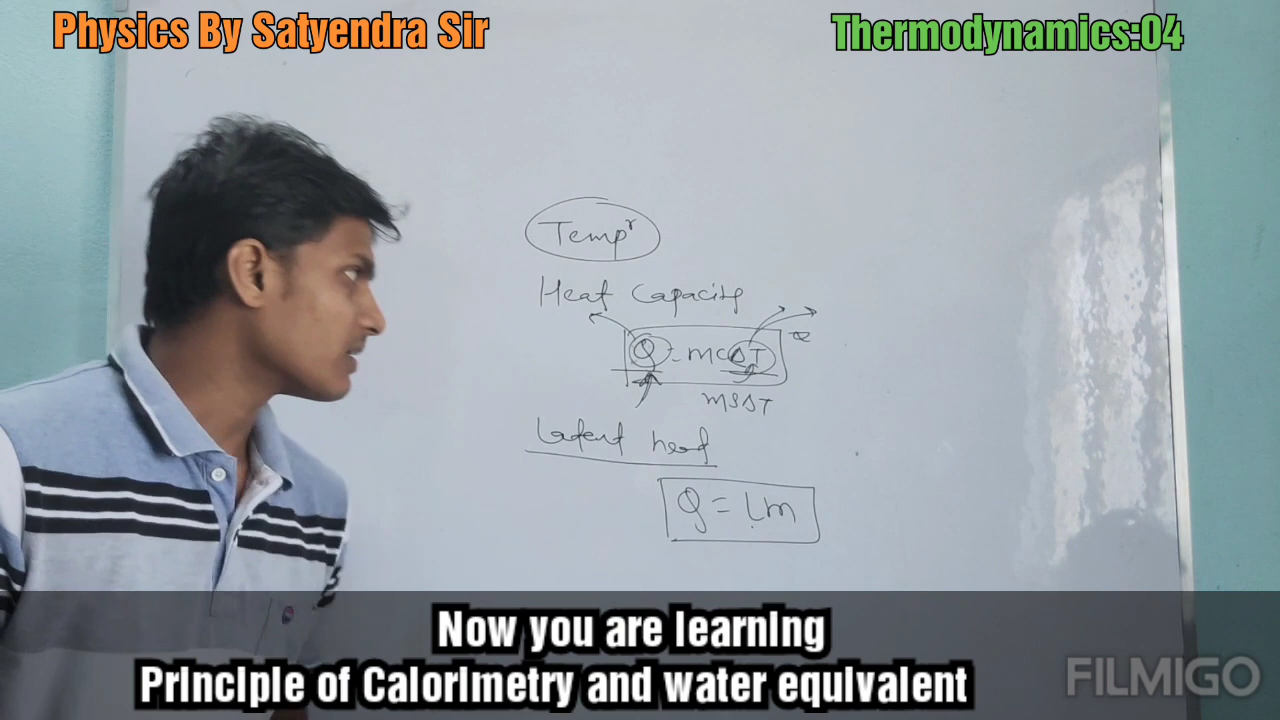 Physics By Satyendra Sir
Thermodynamics:04
Temp^r
Heat Capacity
Q = mCΔT
msΔT
Latent heat
Q = Lm
Now you are learning
Principle of Calorimetry and water equivalent
FILMIGO